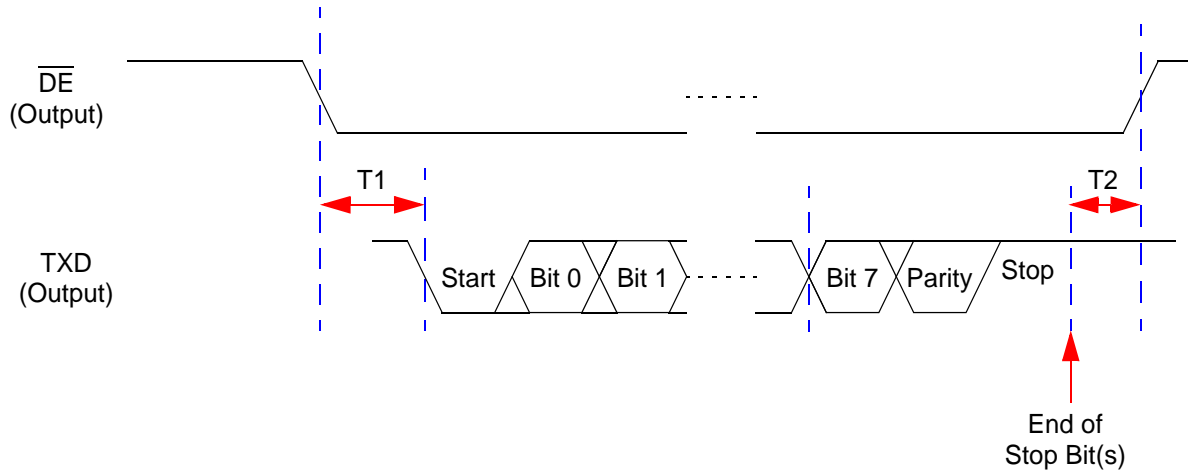 DE
(Output)
T1
T2
TXD
(Output)
Start
Bit 0
Bit 1
Bit 7
Parity
Stop
End of
Stop Bit(s)